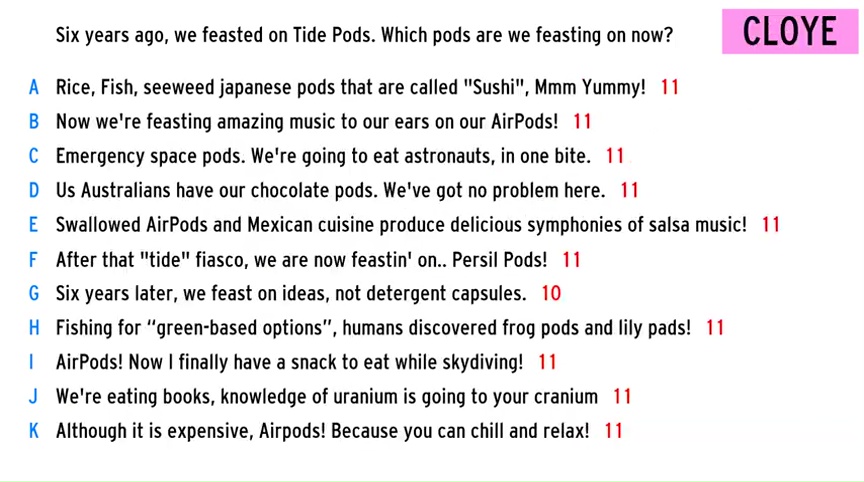 Six years ago, we feasted on Tide Pods. Which pods are we feasting on now?
CLOYE
A Rice, Fish, seeweed japanese pods that are called "Sushi", Mmm Yummy! 11
B Now we're feasting amazing music to our ears on our AirPods! 11
C Emergency space pods. We're going to eat astronauts, in one bite. 11
D Us Australians have our chocolate pods. We've got no problem here. 11
E Swallowed AirPods and Mexican cuisine produce delicious symphonies of salsa music! 11
F After that "tide" fiasco, we are now feastin' on.. Persil Pods! 11
G Six years later, we feast on ideas, not detergent capsules. 10
H Fishing for “green-based options”, humans discovered frog pods and lily pads! 11
I AirPods! Now I finally have a snack to eat while skydiving! 11
J We're eating books, knowledge of uranium is going to your cranium 11
K Although it is expensive, Airpods! Because you can chill and relax! 11